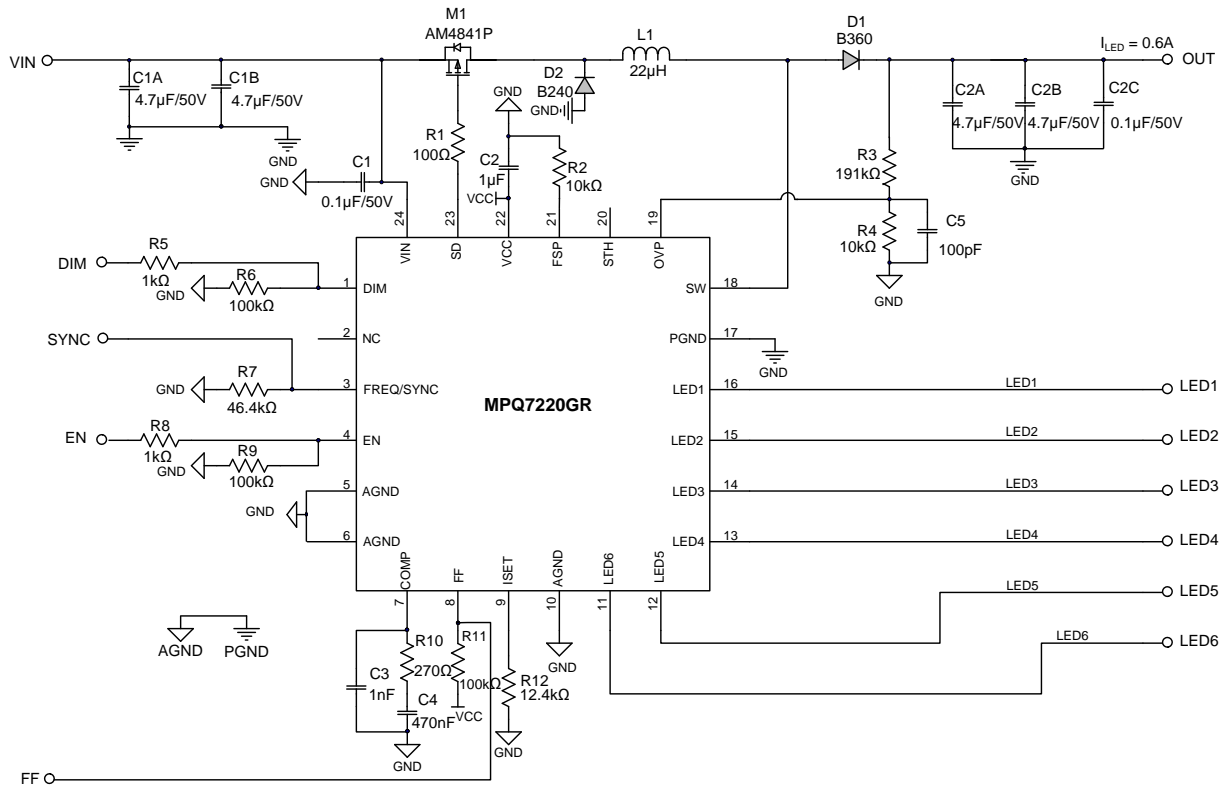 M1
AM4841P
VIN
C1A
4.7µF/50V
C1B
4.7µF/50V
GND
L1
22µH
D2
B240
GND
D1
B360
I_LED = 0.6A
OUT
C2A
4.7µF/50V
C2B
4.7µF/50V
C2C
0.1µF/50V
GND
GND
R1
100Ω
C2
1µF
VCC
R2
10kΩ
R3
191kΩ
R4
10kΩ
C5
100pF
GND
C1
GND
0.1µF/50V
24
23
22
21
20
19
VIN
SD
VCC
FSP
STH
OVP
DIM
R5
1kΩ
R6
GND
100kΩ
1
DIM
SW
18
SYNC
2
NC
PGND
17
GND
R7
GND
46.4kΩ
3
FREQ/SYNC
MPQ7220GR
LED1
16
LED1
LED1
EN
R8
1kΩ
R9
GND
100kΩ
4
EN
LED2
15
LED2
LED2
5
AGND
GND
LED3
14
LED3
LED3
6
AGND
LED4
13
LED4
LED4
COMP
FF
ISET
AGND
LED6
LED5
7
8
9
10
11
12
LED5
LED5
LED6
LED6
AGND
PGND
C3
1nF
R10
270Ω
C4
470nF
GND
R11
100kΩ
VCC
R12
12.4kΩ
GND
GND
FF